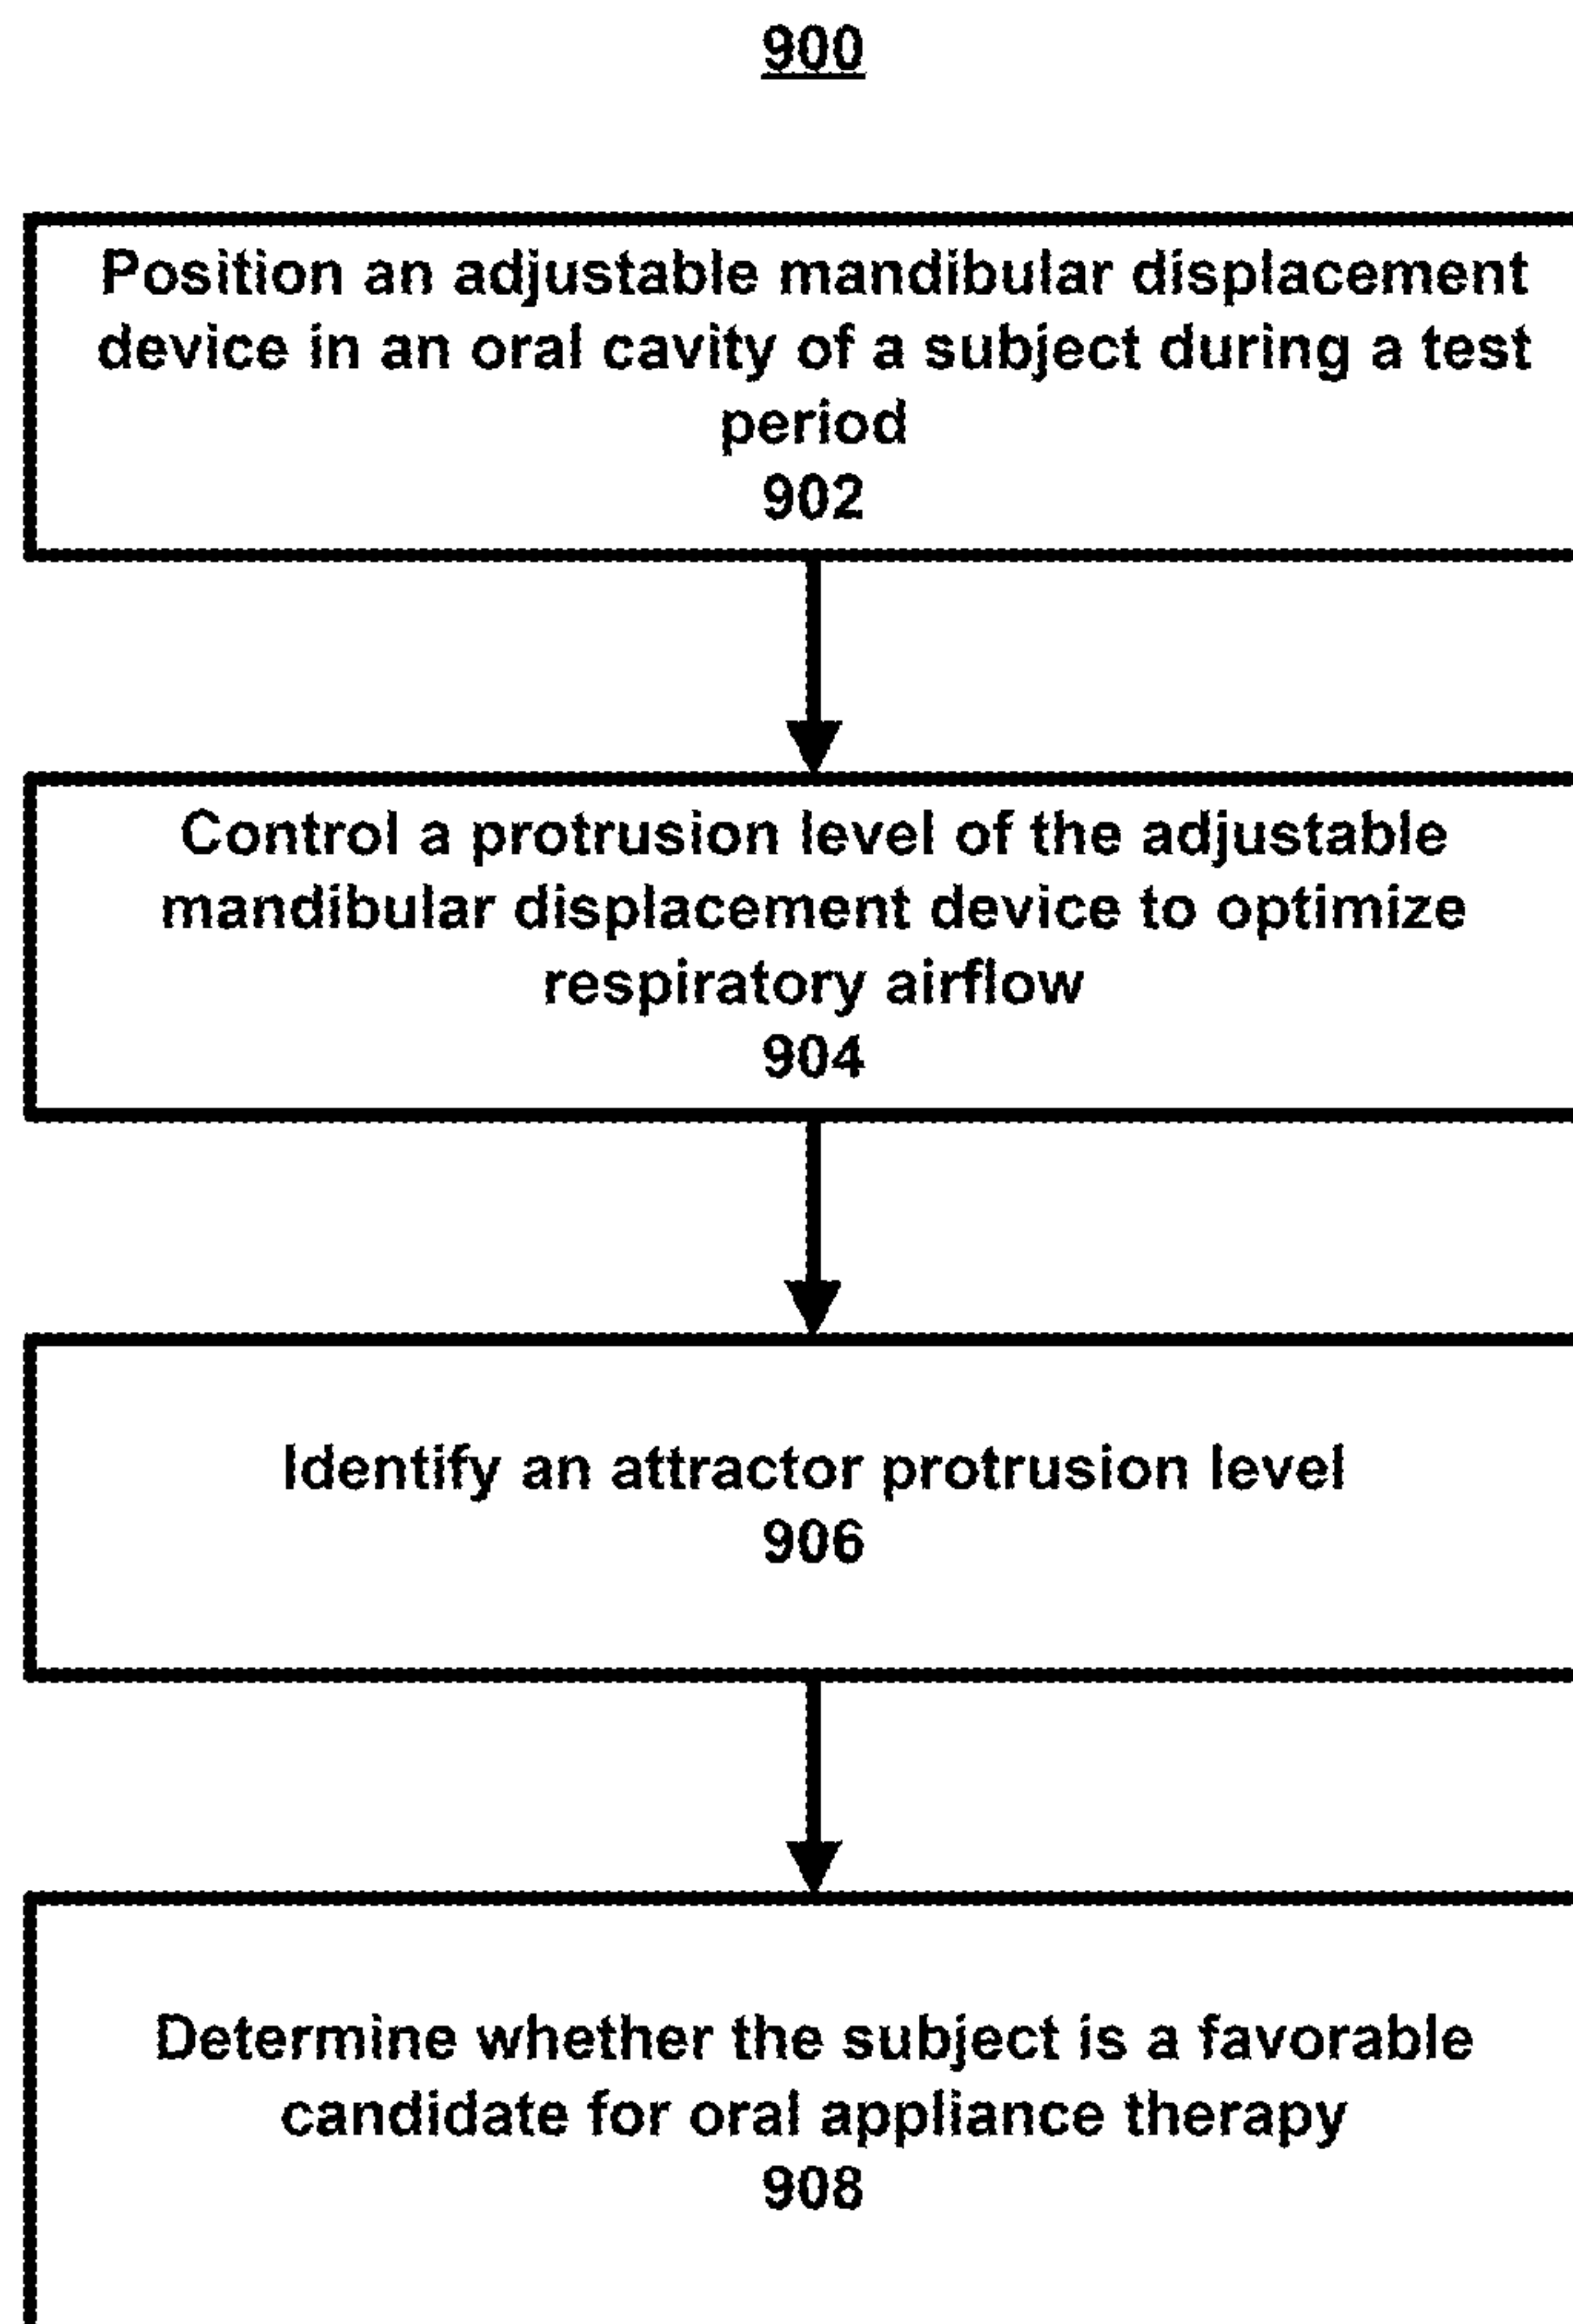 900
Position an adjustable mandibular displacement
device in an oral cavity of a subject during a test
period
902
Control a protrusion level of the adjustable
mandibular displacement device to optimize
respiratory airflow
904
Identify an attractor protrusion level
906
Determine whether the subject is a favorable
candidate for oral appliance therapy
908